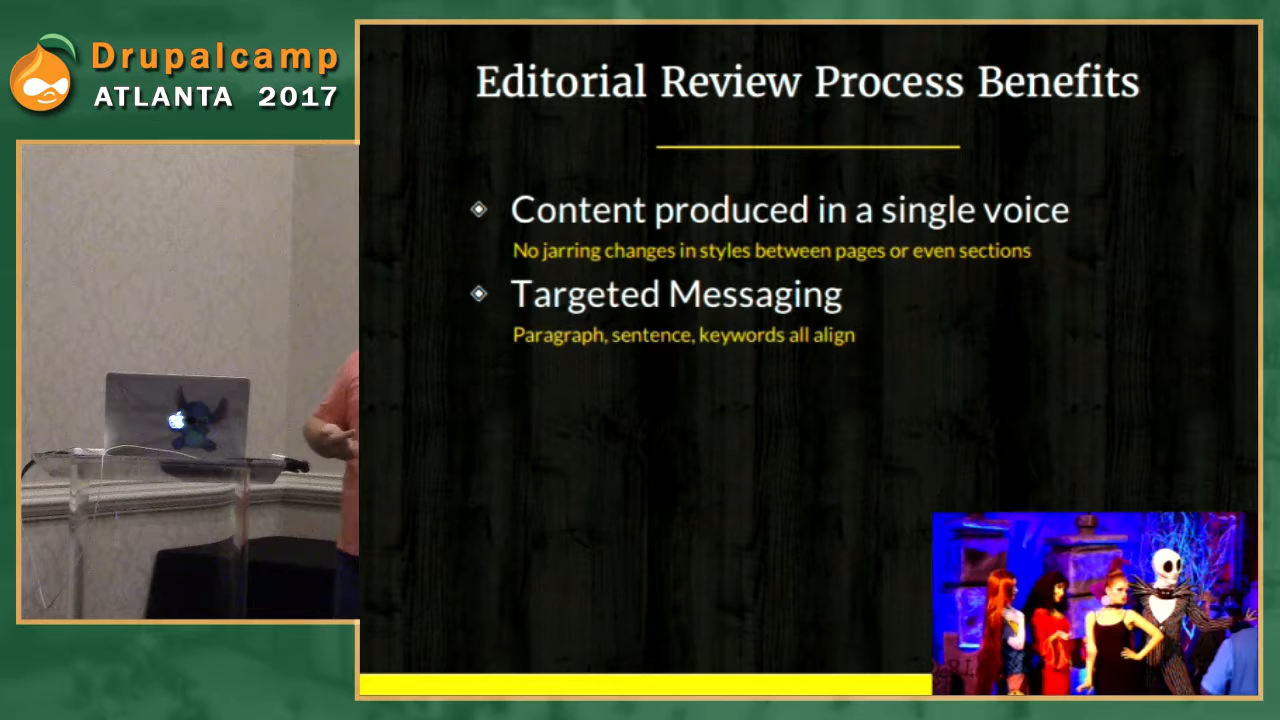 Drupalcamp
ATLANTA 2017
Editorial Review Process Benefits
Content produced in a single voice
No jarring changes in styles between pages or even sections
Targeted Messaging
Paragraph, sentence, keywords all align